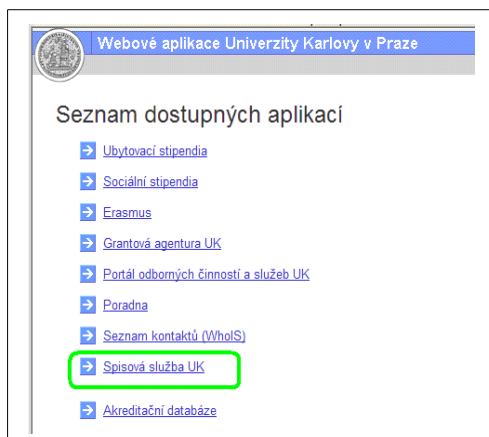 Webové aplikace Univerzity Karlovy v Praze
Seznam dostupných aplikací
Ubytovací stipendia
Sociální stipendia
Erasmus
Grantová agentura UK
Portál odborných činností a služeb UK
Poradna
Seznam kontaktů (WhoIS)
Spisová služba UK
Akreditační databáze